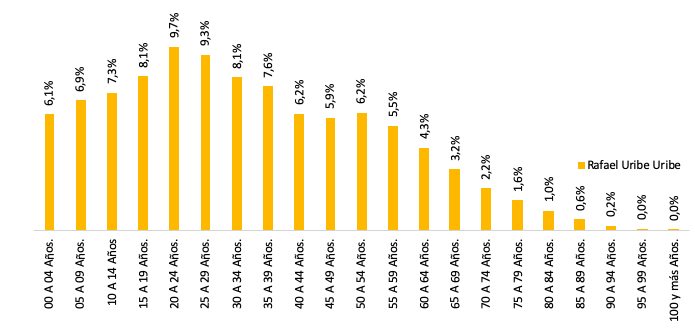 6,1%
6,9%
7,3%
8,1%
9,7%
9,3%
8,1%
7,6%
6,2%
5,9%
6,2%
5,5%
4,3%
3,2%
2,2%
1,6%
1,0%
0,6%
0,2%
0,0%
0,0%
Rafael Uribe Uribe
00 A 04 Años.
05 A 09 Años.
10 A 14 Años
15 A 19 Años.
20 A 24 Años.
25 A 29 Años.
30 A 34 Años.
35 A 39 Años.
40 A 44 Años.
45 A 49 Años.
50 A 54 Años.
55 A 59 Años.
60 A 64 Años.
65 A 69 Años.
70 A 74 Años.
75 A 79 Años.
80 A 84 Años.
85 A 89 Años.
90 A 94 Años.
95 A 99 Años.
100 y más Años.